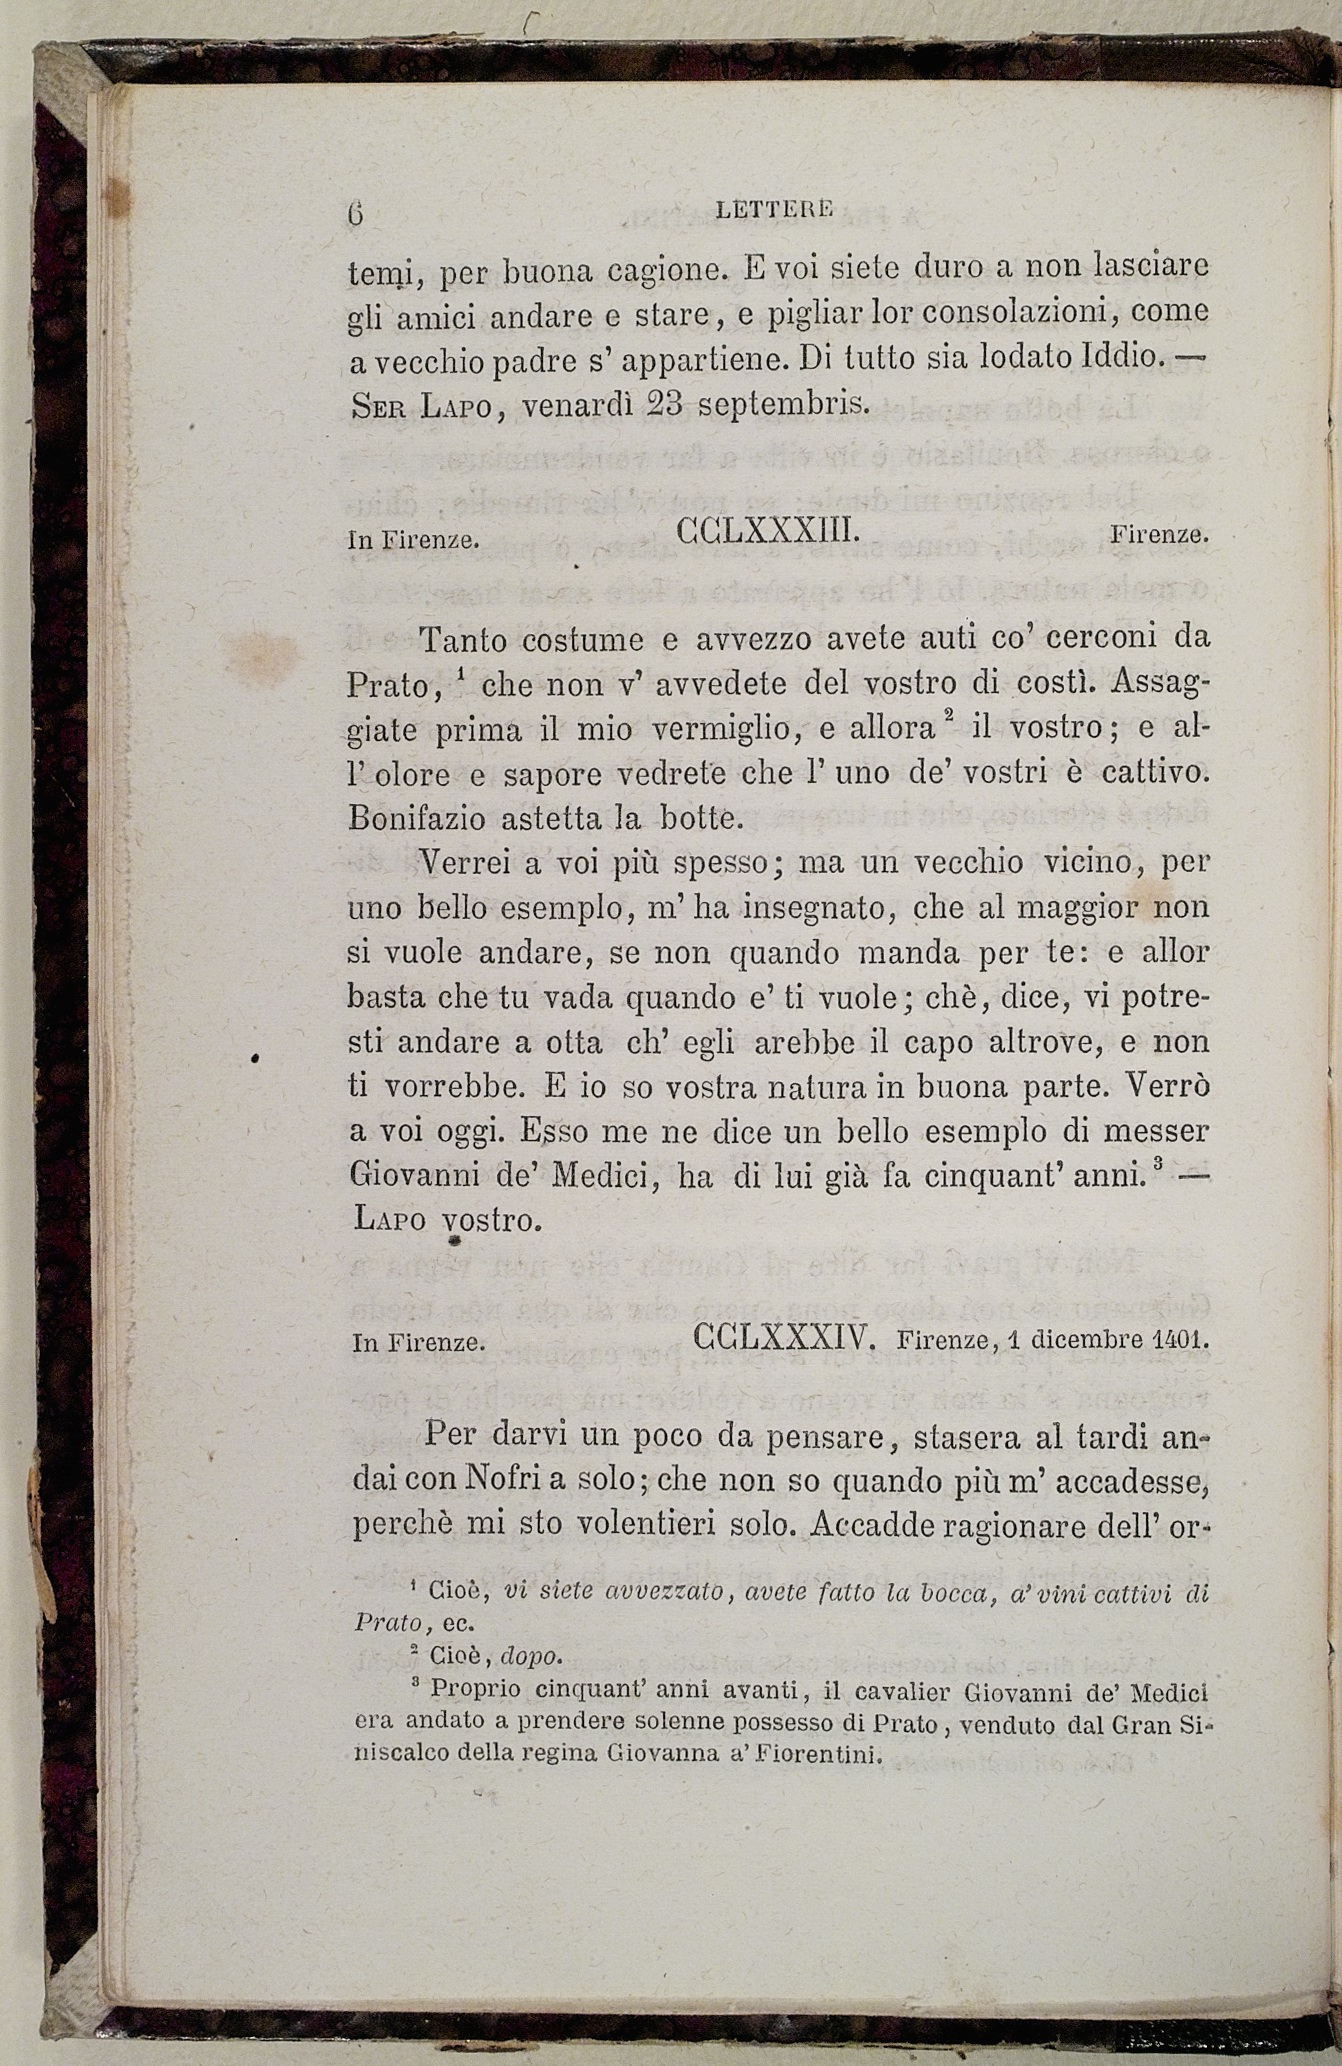 6 LETTERE
temi, per buona cagione. E voi siete duro a non lasciare
gli amici andare e stare, e pigliar lor consolazioni, come
a vecchio padre s' appartiene. Di tutto sia lodato Iddio. —
SER LAPO, venardì 23 septembris.
In Firenze. CCLXXXIII. Firenze.
Tanto costume e avvezzo avete auti co' cerconi da
Prato, ¹ che non v' avvedete del vostro di costì. Assag-
giate prima il mio vermiglio, e allora ² il vostro; e al-
l' olore e sapore vedrete che l' uno de' vostri è cattivo.
Bonifazio astetta la botte.
Verrei a voi più spesso; ma un vecchio vicino, per
uno bello esemplo, m' ha insegnato, che al maggior non
si vuole andare, se non quando manda per te: e allor
basta che tu vada quando e' ti vuole; chè, dice, vi potre-
sti andare a otta ch' egli arebbe il capo altrove, e non
ti vorrebbe. E io so vostra natura in buona parte. Verrò
a voi oggi. Esso me ne dice un bello esemplo di messer
Giovanni de' Medici, ha di lui già fa cinquant' anni. ³ —
LAPO vostro.
In Firenze. CCLXXXIV. Firenze, 1 dicembre 1401.
Per darvi un poco da pensare, stasera al tardi an-
dai con Nofri a solo; che non so quando più m' accadesse,
perchè mi sto volentieri solo. Accadde ragionare dell' or-
¹ Cioè, vi siete avvezzato, avete fatto la bocca, a' vini cattivi di
Prato, ec.
² Cioè, dopo.
³ Proprio cinquant' anni avanti, il cavalier Giovanni de' Medici
era andato a prendere solenne possesso di Prato, venduto dal Gran Si-
niscalco della regina Giovanna a' Fiorentini.